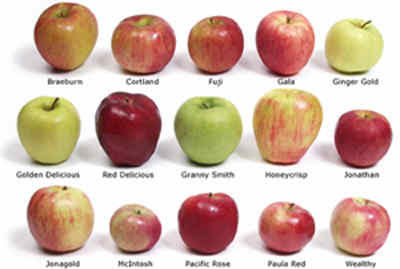 Braeburn Cortland Fuji Gala Ginger Gold
Golden Delicious Red Delicious Granny Smith Honeycrisp Jonathan
Jonagold McIntosh Pacific Rose Paula Red Wealthy